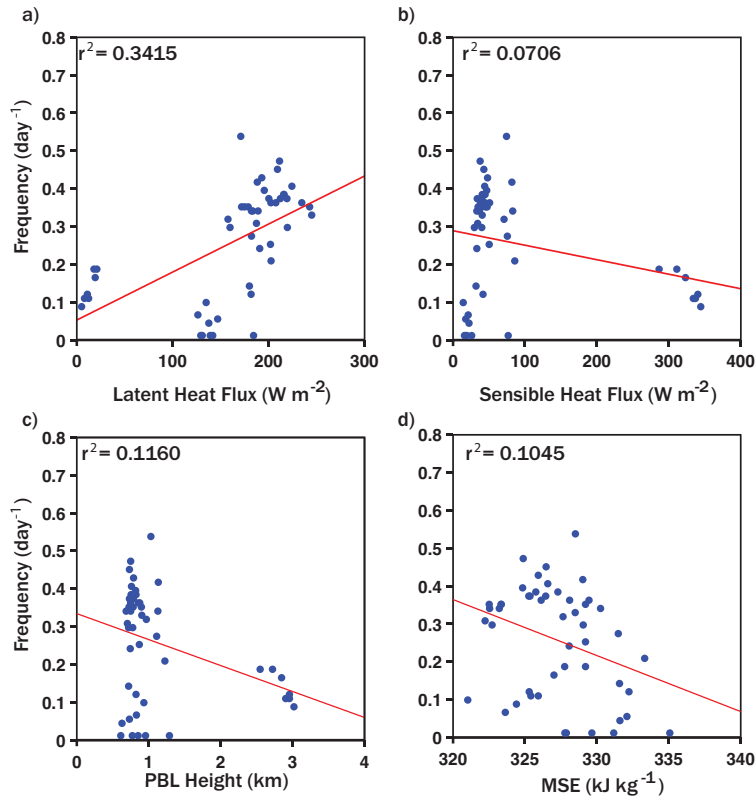 a)
r² = 0.3415
Frequency (day⁻¹)
0.8
0.7
0.6
0.5
0.4
0.3
0.2
0.1
0
0 100 200 300
Latent Heat Flux (W m⁻²)
b)
r² = 0.0706
0.8
0.7
0.6
0.5
0.4
0.3
0.2
0.1
0
0 100 200 300 400
Sensible Heat Flux (W m⁻²)
c)
r² = 0.1160
Frequency (day⁻¹)
0.8
0.7
0.6
0.5
0.4
0.3
0.2
0.1
0
0 1 2 3 4
PBL Height (km)
d)
r² = 0.1045
0.8
0.7
0.6
0.5
0.4
0.3
0.2
0.1
0
320 325 330 335 340
MSE (kJ kg⁻¹)